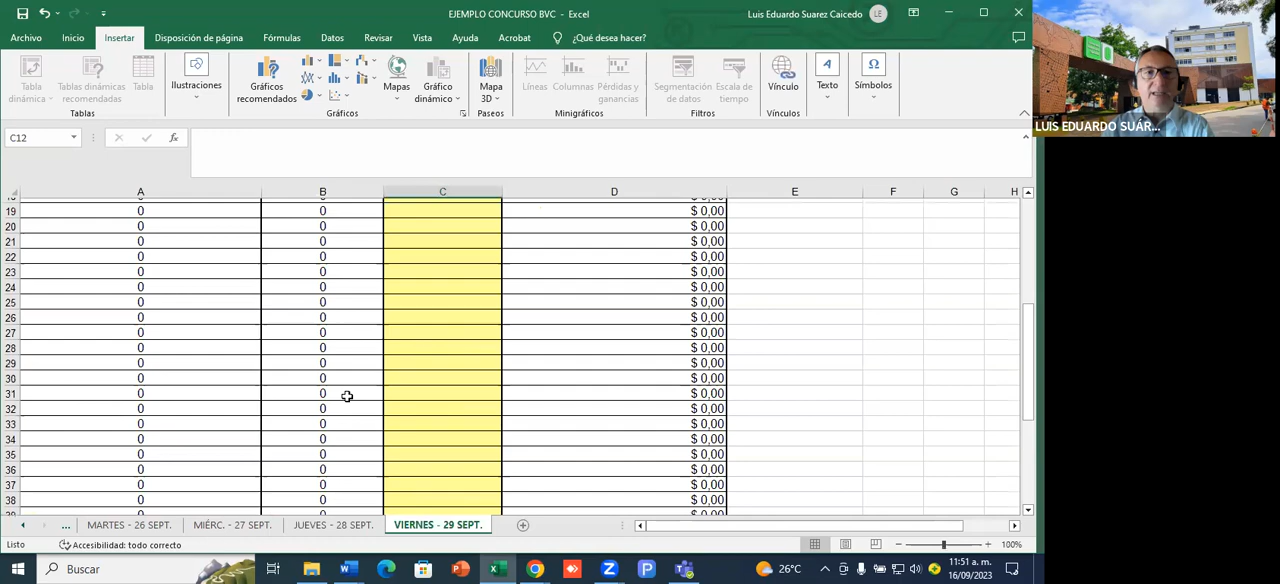 EJEMPLO CONCURSO BVC - Excel
Luis Eduardo Suarez Caicedo
LE
Archivo Inicio Insertar Disposición de página Fórmulas Datos Revisar Vista Ayuda Acrobat ¿Qué desea hacer?
Tabla dinámica
Tablas dinámicas recomendadas
Tabla
Ilustraciones
Gráficos recomendados
Mapas
Gráfico dinámico
Mapa 3D
Líneas
Columnas
Pérdidas y ganancias
Segmentación de datos
Escala de tiempo
Vínculo
Texto
Símbolos
Tablas Gráficos Paseos Minigráficos Filtros Vínculos
LUIS EDUARDO SUÁR...
C12 fx
A B C D E F G H
19 0 0 $ 0,00
20 0 0 $ 0,00
21 0 0 $ 0,00
22 0 0 $ 0,00
23 0 0 $ 0,00
24 0 0 $ 0,00
25 0 0 $ 0,00
26 0 0 $ 0,00
27 0 0 $ 0,00
28 0 0 $ 0,00
29 0 0 $ 0,00
30 0 0 $ 0,00
31 0 0 $ 0,00
32 0 0 $ 0,00
33 0 0 $ 0,00
34 0 0 $ 0,00
35 0 0 $ 0,00
36 0 0 $ 0,00
37 0 0 $ 0,00
38 0 0 $ 0,00
... MARTES - 26 SEPT. MIÉRC. - 27 SEPT. JUEVES - 28 SEPT. VIERNES - 29 SEPT.
Listo Accesibilidad: todo correcto 100%
Buscar 26°C 11:51 a. m.
16/09/2023